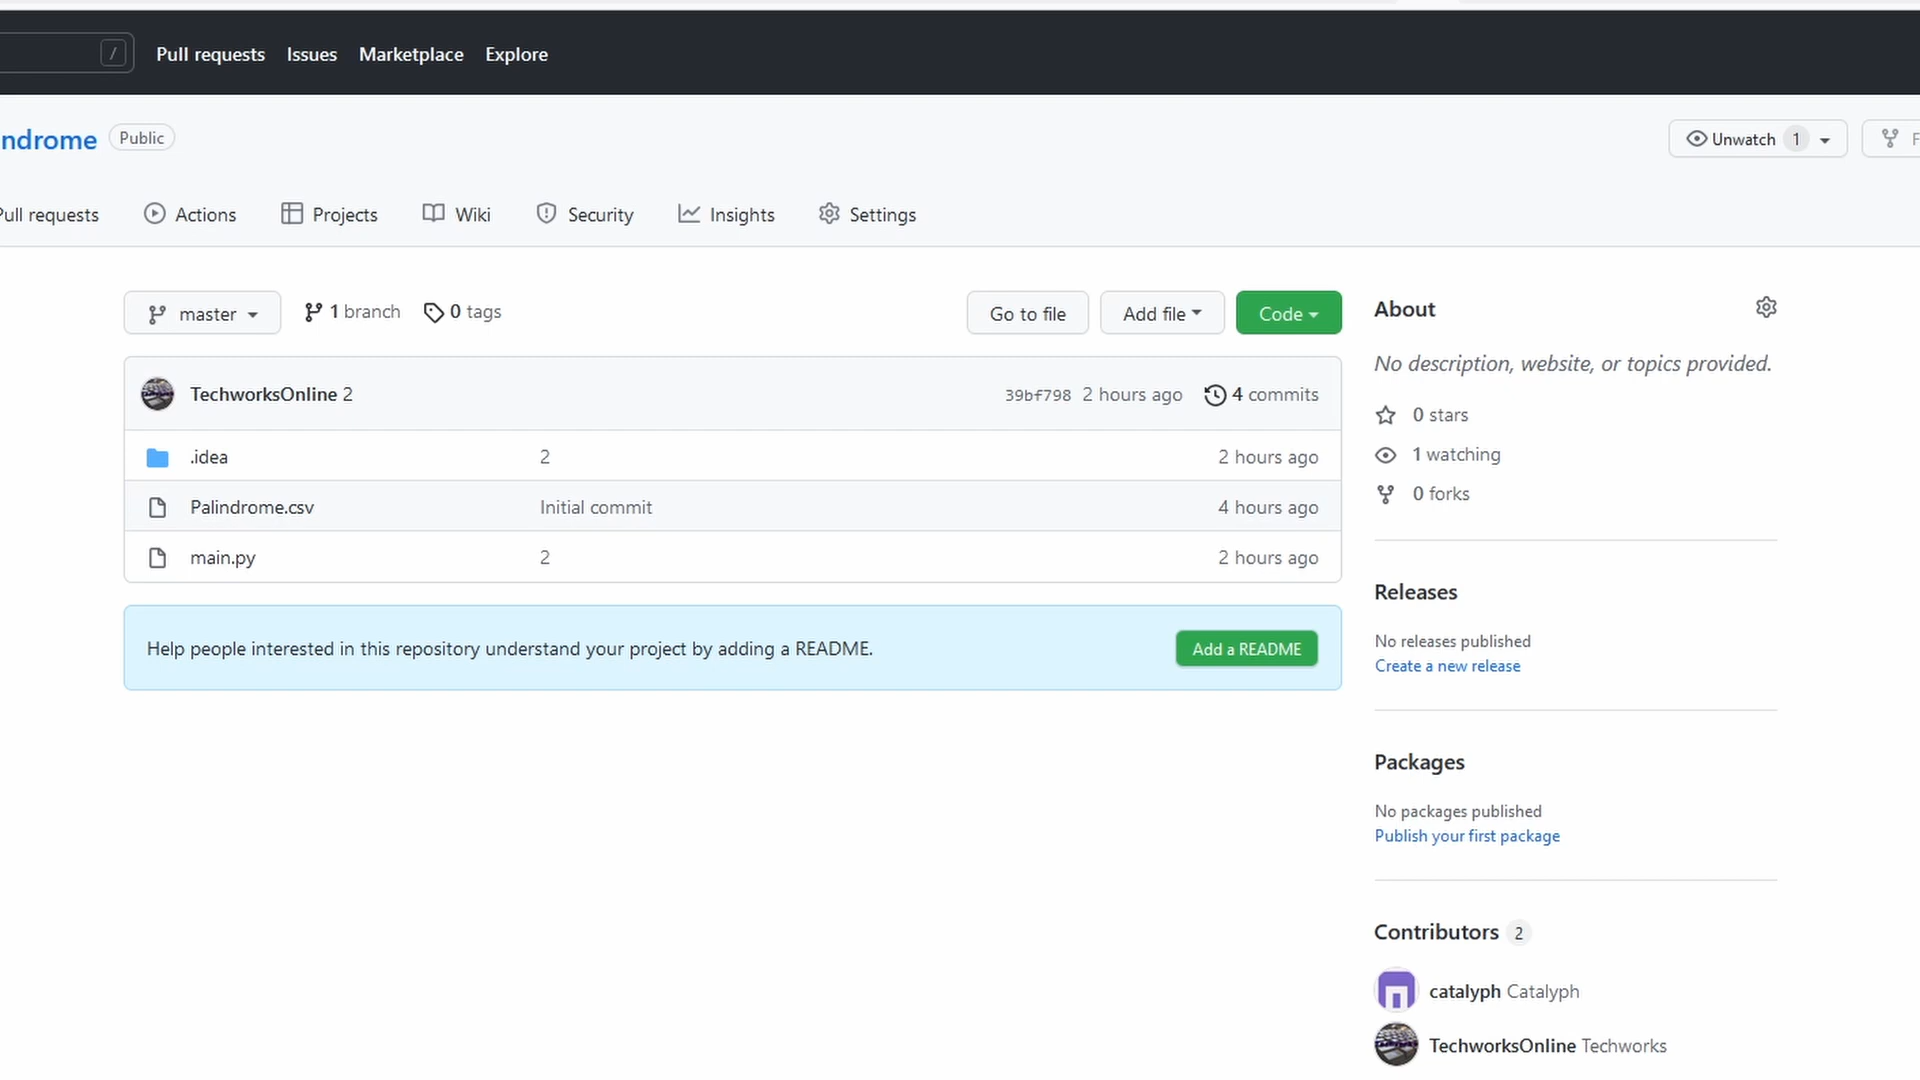 / Pull requests Issues Marketplace Explore
ndrome Public Unwatch 1
Pull requests Actions Projects Wiki Security Insights Settings
master 1 branch 0 tags Go to file Add file Code
TechworksOnline 2 39bf798 2 hours ago 4 commits
.idea 2 2 hours ago
Palindrome.csv Initial commit 4 hours ago
main.py 2 2 hours ago
Help people interested in this repository understand your project by adding a README. Add a README
About
No description, website, or topics provided.
0 stars
1 watching
0 forks
Releases
No releases published
Create a new release
Packages
No packages published
Publish your first package
Contributors 2
catalyph Catalyph
TechworksOnline Techworks